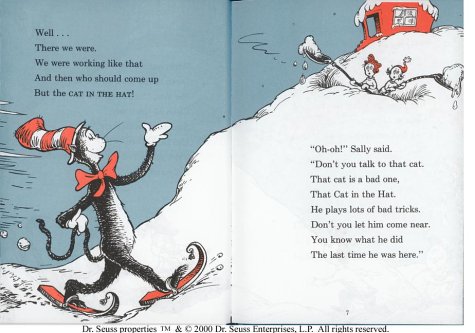 Well . . .
There we were.
We were working like that
And then who should come up
But the CAT IN THE HAT!
"Oh-oh!" Sally said.
"Don't you talk to that cat.
That cat is a bad one,
That Cat in the Hat.
He plays lots of bad tricks.
Don't you let him come near.
You know what he did
The last time he was here."
7
Dr. Seuss properties ™ & © 2000 Dr. Seuss Enterprises, L.P. All rights reserved.